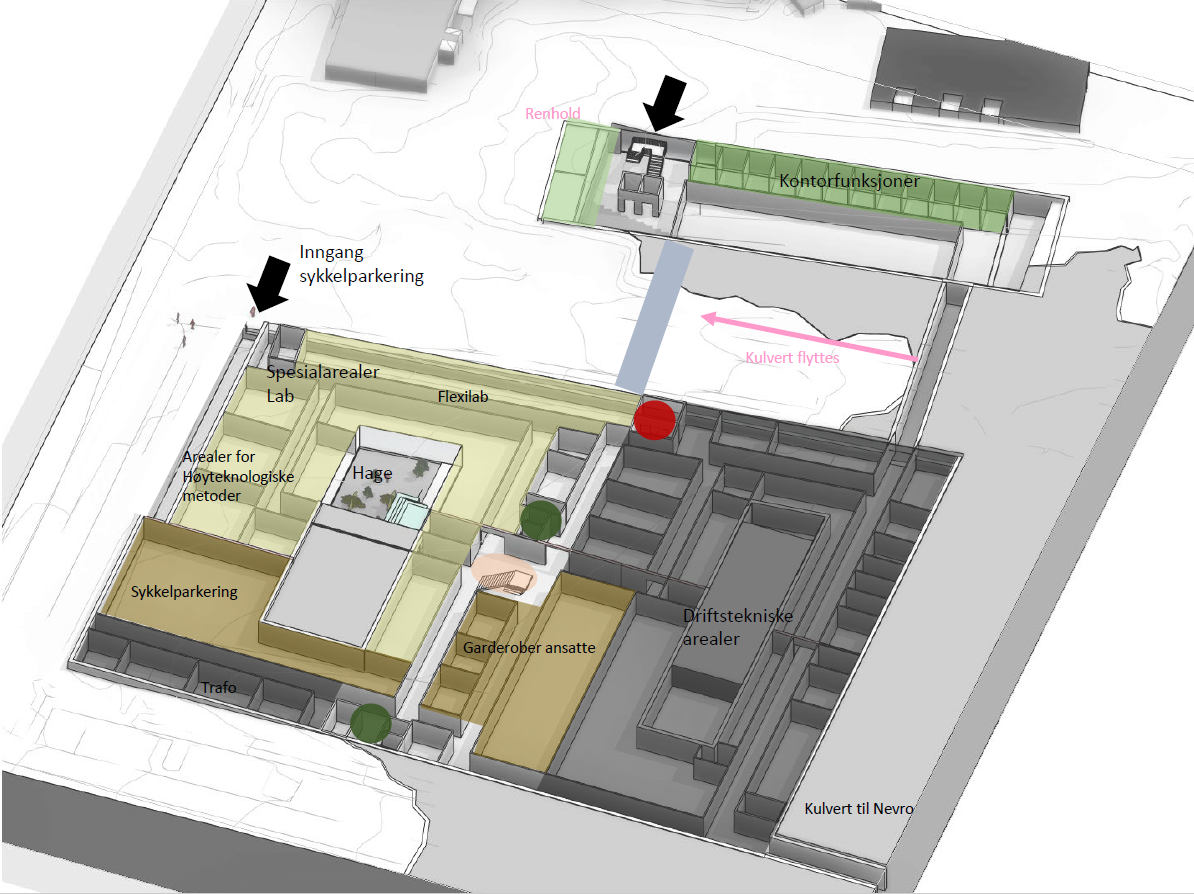 Renhold
Kontorfunksjoner
Inngang
sykkelparkering
Kulvert flyttes
Spesialarealer
Lab
Flexilab
Arealer for
Høyteknologiske
metoder
Hage
Sykkelparkering
Driftstekniske
arealer
Garderober ansatte
Trafo
Kulvert til Nevro